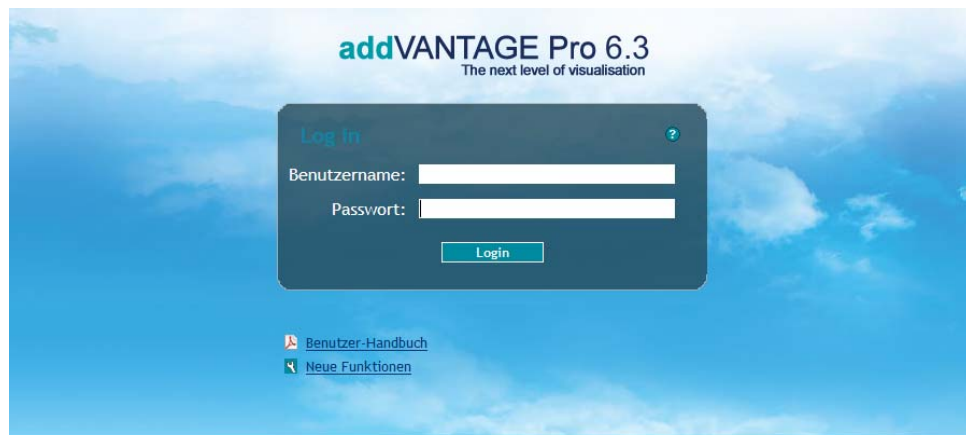 addVANTAGE Pro 6.3
The next level of visualisation
Log in
?
Benutzername:
Passwort:
Login
Benutzer-Handbuch
Neue Funktionen